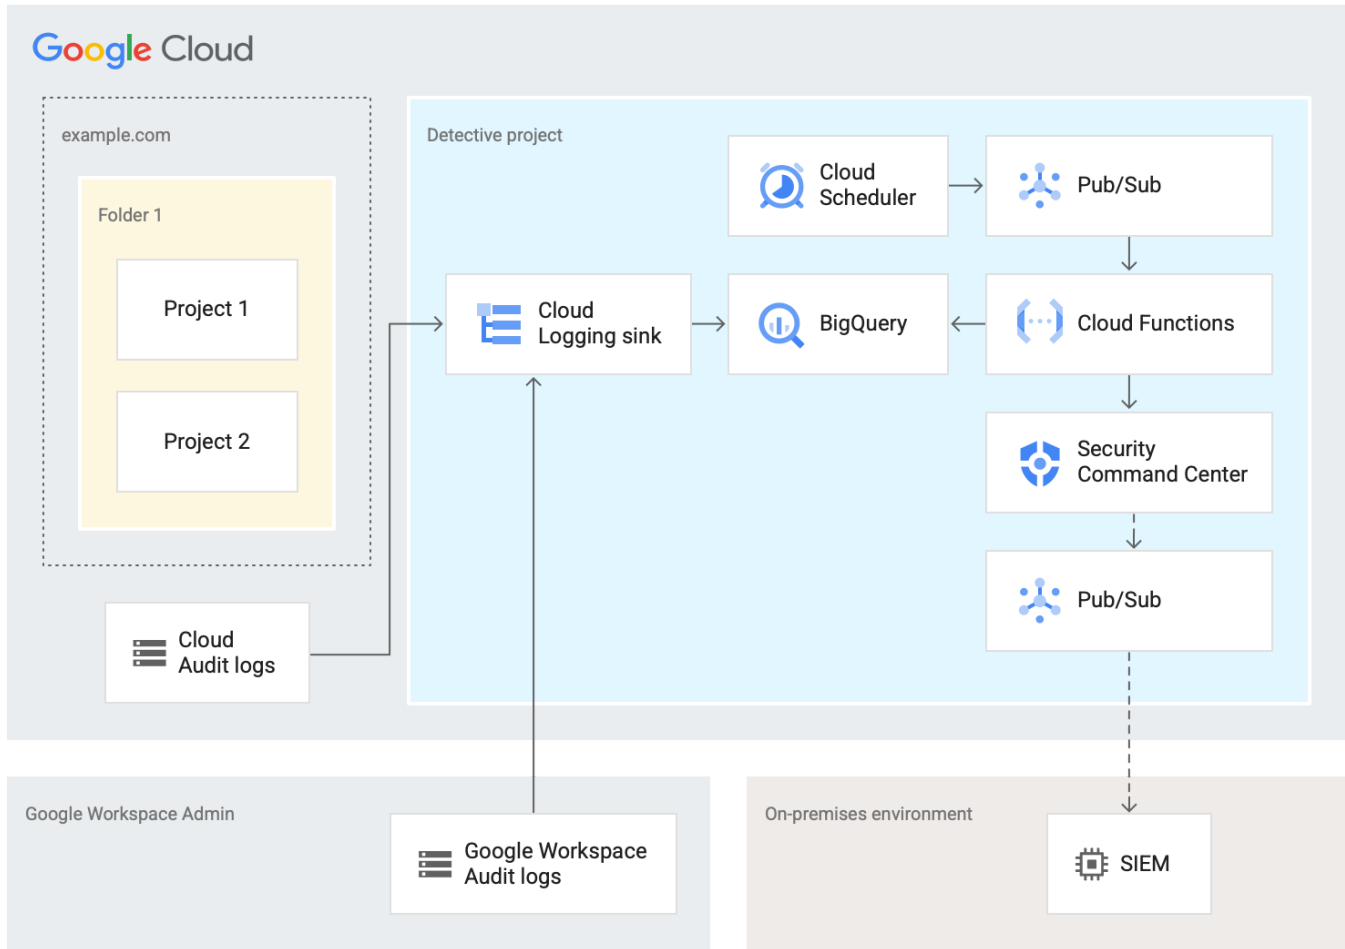 Google Cloud
example.com
Folder 1
Project 1
Project 2
Cloud
Audit logs
Detective project
Cloud
Scheduler
Pub/Sub
Cloud
Logging sink
BigQuery
Cloud Functions
Security
Command Center
Pub/Sub
Google Workspace Admin
Google Workspace
Audit logs
On-premises environment
SIEM